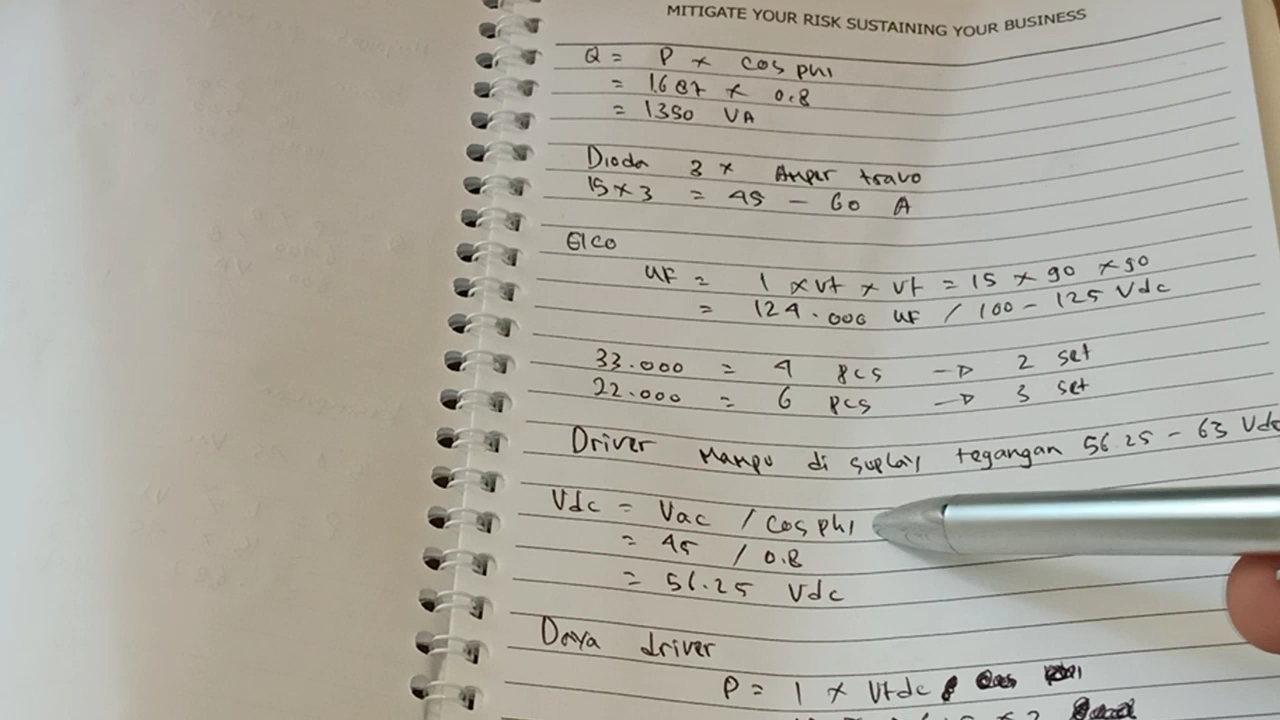 MITIGATE YOUR RISK SUSTAINING YOUR BUSINESS
Q = P x cos phi
= 1687 x 0.8
= 1350 VA
Dioda 3 x Amper travo
15 x 3 = 45 - 60 A
Elco
uF = I x Vt x Vt = 15 x 90 x 90
= 124.000 uF / 100 - 125 Vdc
33.000 = 4 pcs -> 2 set
22.000 = 6 pcs -> 3 set
Driver Mampu di suplaiy tegangan 56.25 - 63 Vdc
Vdc = Vac / cos phi
= 45 / 0.8
= 56.25 Vdc
Daya driver
P = I x Vtdc